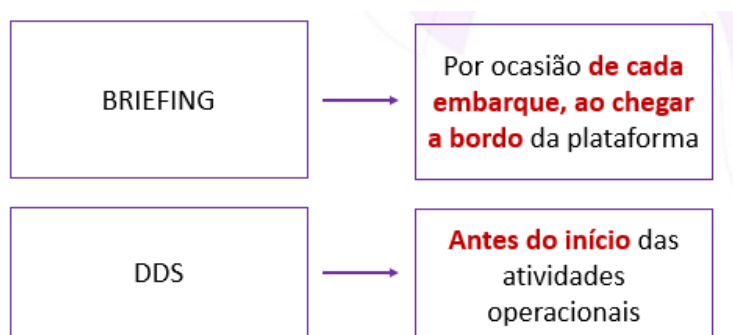 BRIEFING
Por ocasião de cada
embarque, ao chegar
a bordo da plataforma
DDS
Antes do início das
atividades
operacionais